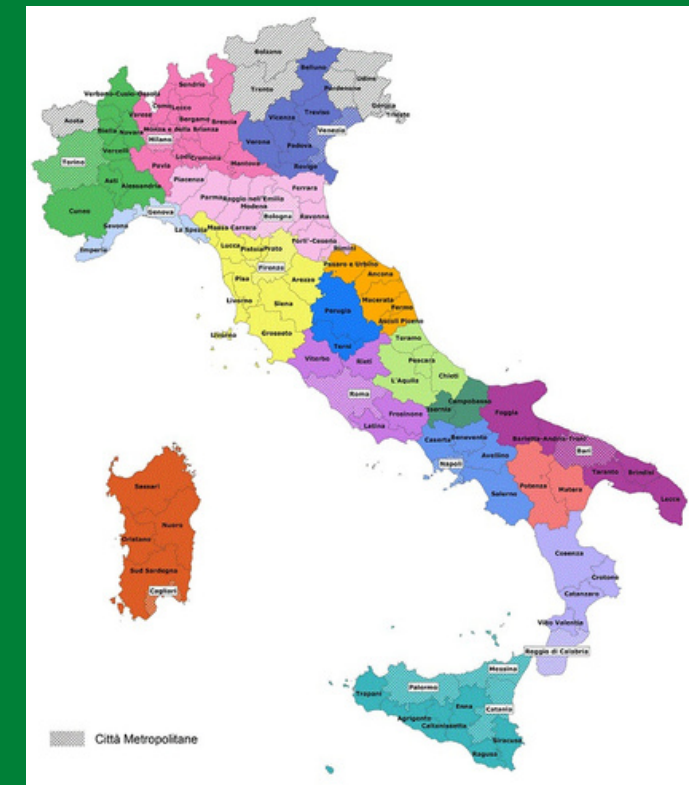 Bolzano
Belluno
Udine
Trento
Pordenone
Gorizia
Trieste
Sondrio
Verbano-Cusio-Ossola
Como
Lecco
Varese
Bergamo
Brescia
Treviso
Vicenza
Aosta
Biella
Novara
Monza e della Brianza
Milano
Verona
Padova
Venezia
Vercelli
Torino
Pavia
Lodi
Cremona
Mantova
Rovigo
Asti
Alessandria
Piacenza
Ferrara
Parma
Reggio nell'Emilia
Modena
Cuneo
Genova
Bologna
Ravenna
Savona
La Spezia
Massa Carrara
Forlì-Cesena
Imperia
Rimini
Lucca
Pistoia
Prato
Pesaro e Urbino
Firenze
Ancona
Pisa
Arezzo
Macerata
Livorno
Siena
Perugia
Fermo
Ascoli Piceno
Livorno
Grosseto
Terni
Teramo
Viterbo
Rieti
Pescara
L'Aquila
Chieti
Roma
Frosinone
Latina
Isernia
Campobasso
Foggia
Caserta
Benevento
Barletta-Andria-Trani
Bari
Napoli
Avellino
Salerno
Potenza
Matera
Taranto
Brindisi
Lecce
Sassari
Nuoro
Oristano
Sud Sardegna
Cagliari
Cosenza
Crotone
Catanzaro
Vibo Valentia
Reggio di Calabria
Messina
Palermo
Trapani
Enna
Catania
Agrigento
Caltanissetta
Siracusa
Ragusa
Città Metropolitane